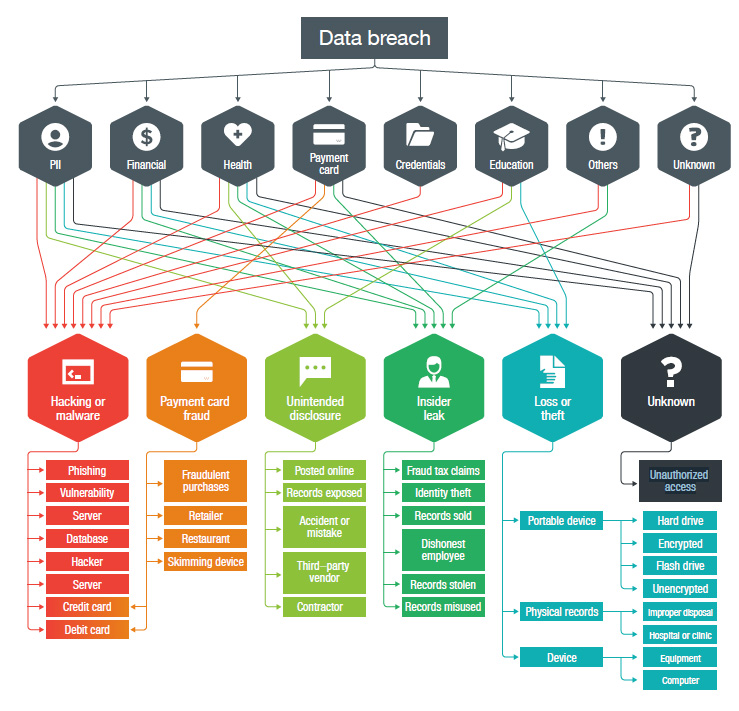 Data breach
PII
Financial
Health
Payment
card
Credentials
Education
Others
Unknown
Hacking or
malware
Payment card
fraud
Unintended
disclosure
Insider
leak
Loss or
theft
Unknown
Phishing
Vulnerability
Server
Database
Hacker
Server
Credit card
Debit card
Fraudulent
purchases
Retailer
Restaurant
Skimming device
Posted online
Records exposed
Accident or
mistake
Third–party
vendor
Contractor
Fraud tax claims
Identity theft
Records sold
Dishonest
employee
Records stolen
Records misused
Portable device
Physical records
Device
Unauthorized
access
Hard drive
Encrypted
Flash drive
Unencrypted
Improper disposal
Hospital or clinic
Equipment
Computer